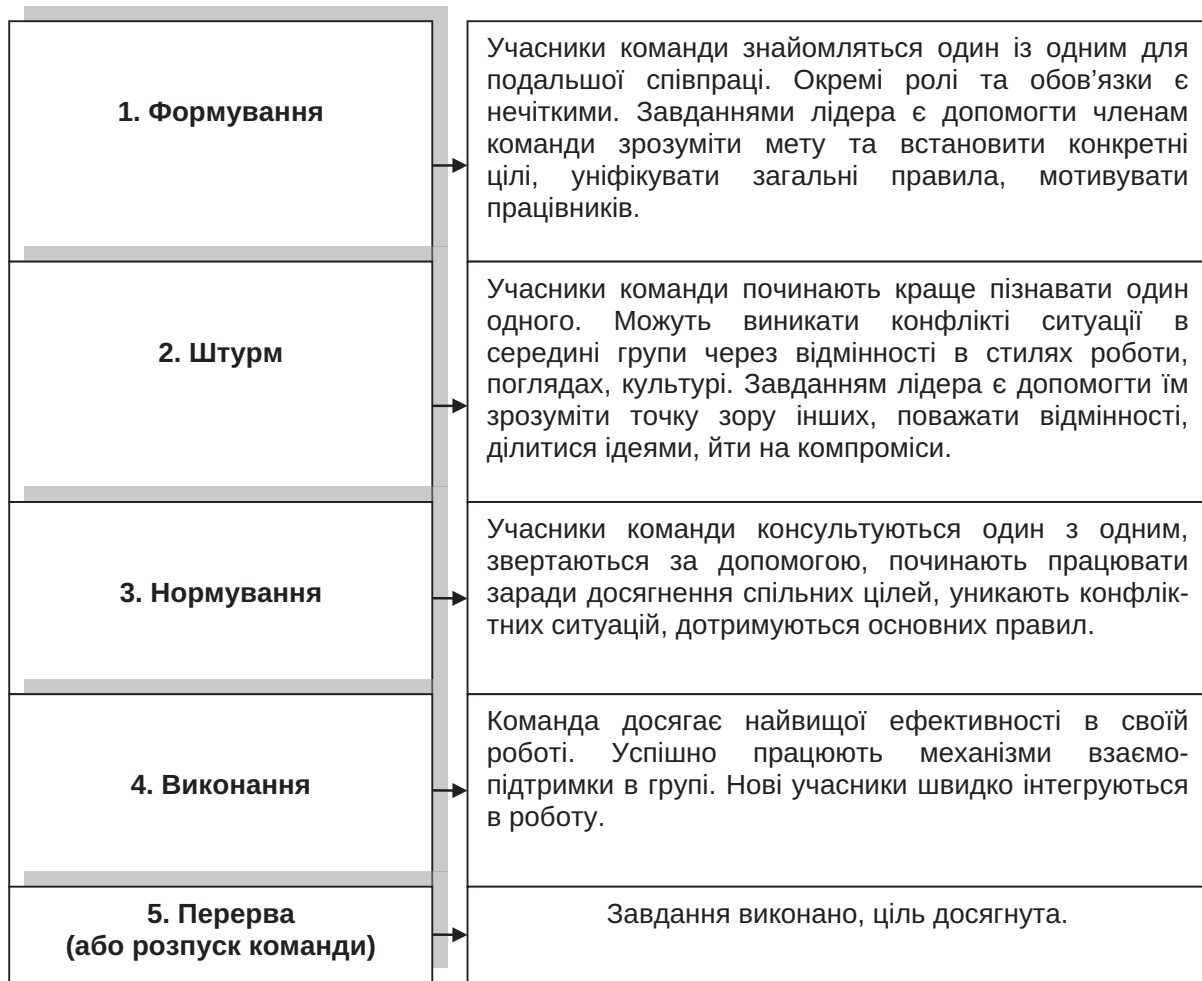 1. Формування
Учасники команди знайомляться один із одним для
подальшої співпраці. Окремі ролі та обов’язки є
нечіткими. Завданнями лідера є допомогти членам
команди зрозуміти мету та встановити конкретні
цілі, уніфікувати загальні правила, мотивувати
працівників.
2. Штурм
Учасники команди починають краще пізнавати один
одного. Можуть виникати конфлікті ситуації в
середині групи через відмінності в стилях роботи,
поглядах, культурі. Завданням лідера є допомогти їм
зрозуміти точку зору інших, поважати відмінності,
ділитися ідеями, йти на компроміси.
3. Нормування
Учасники команди консультуються один з одним,
звертаються за допомогою, починають працювати
заради досягнення спільних цілей, уникають конфлік-
тних ситуацій, дотримуються основних правил.
4. Виконання
Команда досягає найвищої ефективності в своїй
роботі. Успішно працюють механізми взаємо-
підтримки в групі. Нові учасники швидко інтегруються
в роботу.
5. Перерва
(або розпуск команди)
Завдання виконано, ціль досягнута.